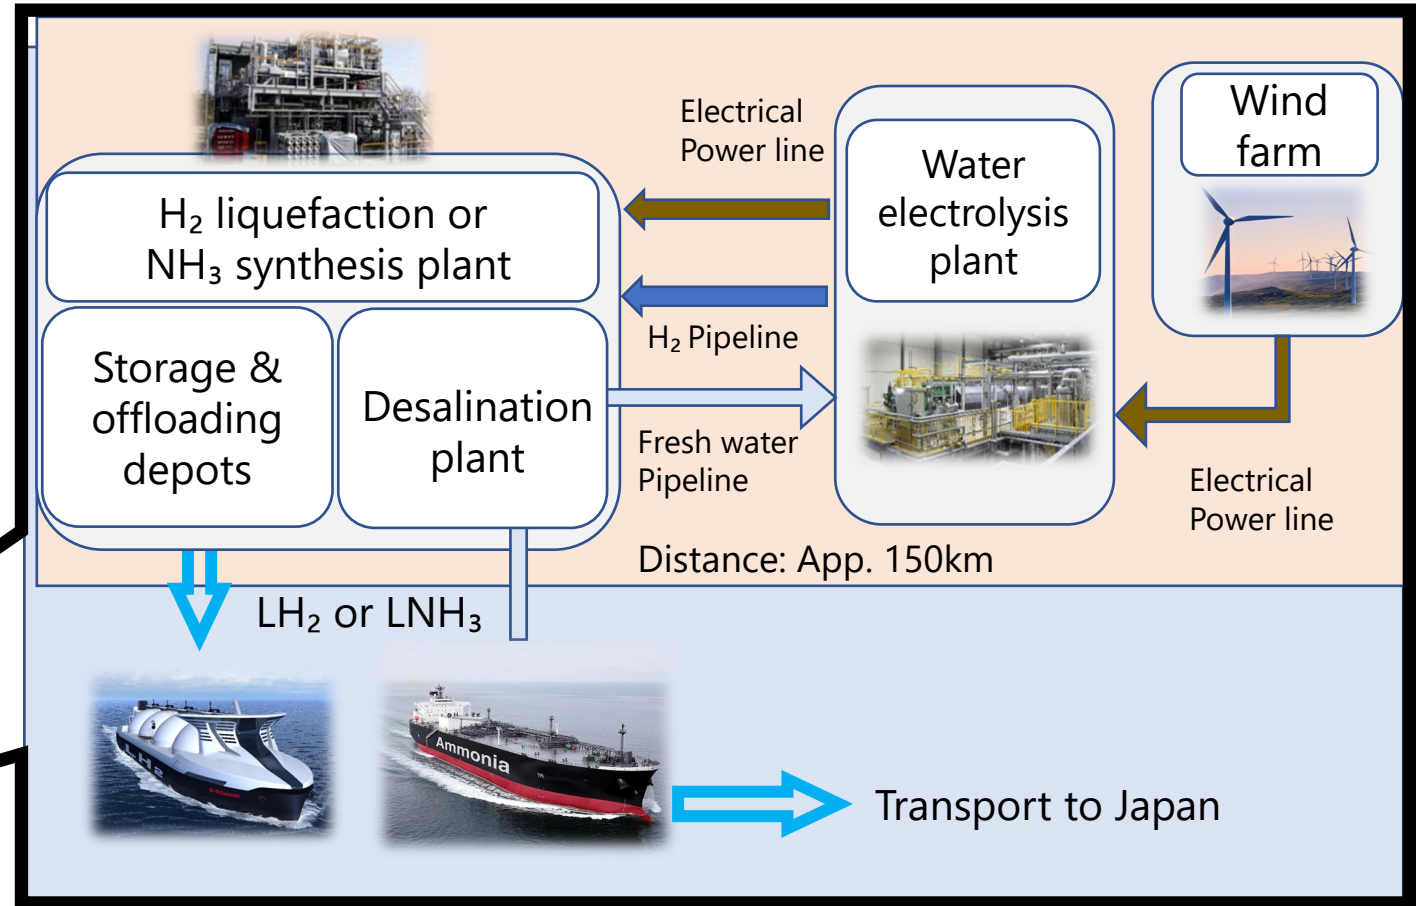 Electrical
Power line
Wind
farm
Water
electrolysis
plant
H₂ liquefaction or
NH₃ synthesis plant
H₂ Pipeline
Storage &
offloading
depots
Desalination
plant
Fresh water
Pipeline
Electrical
Power line
Distance: App. 150km
LH₂ or LNH₃
LH2
Ammonia
Transport to Japan